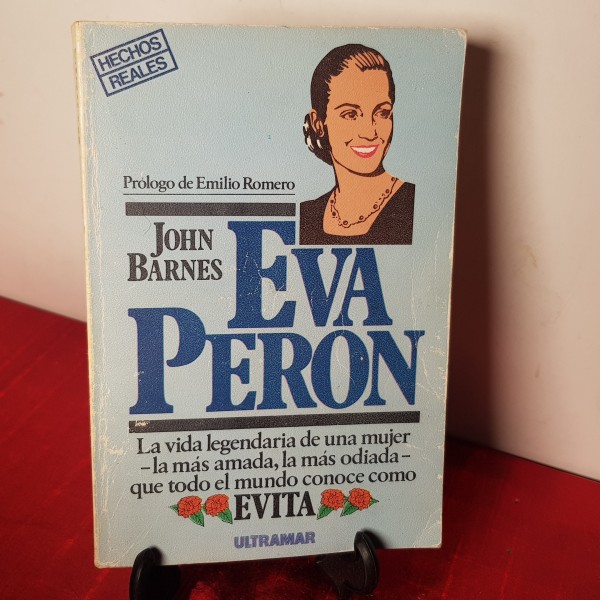 HECHOS
REALES
Prólogo de Emilio Romero
JOHN
BARNES
EVA
PERON
La vida legendaria de una mujer
-la más amada, la más odiada-
que todo el mundo conoce como
EVITA
ULTRAMAR